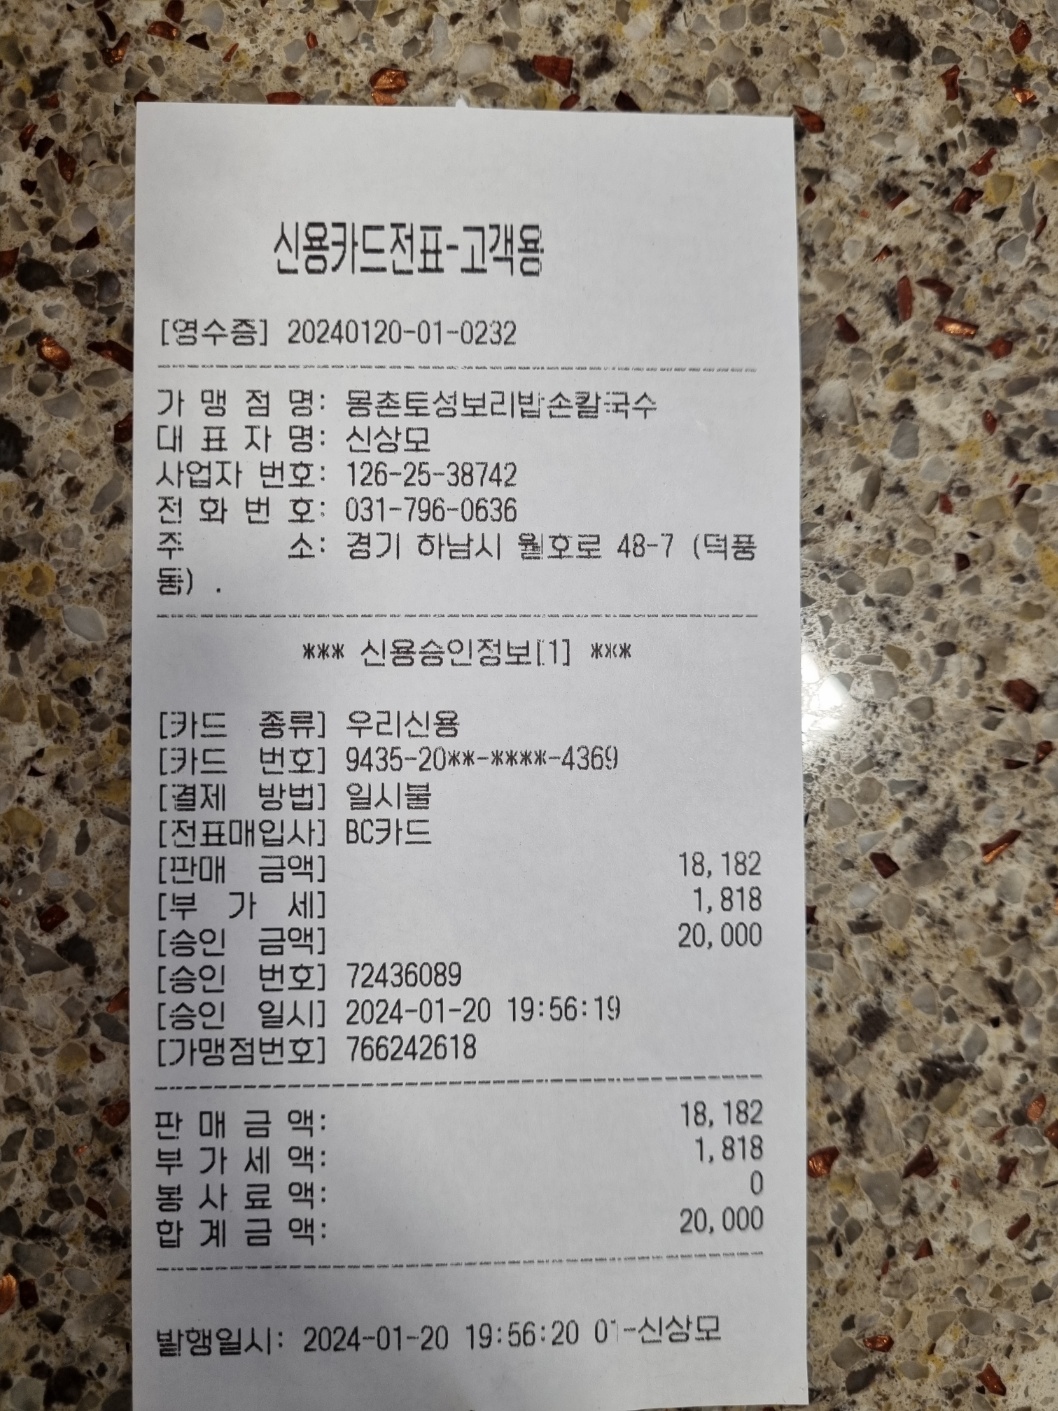 신용카드전표-고객용
[영수증] 20240120-01-0232
가 맹 점 명: 몽촌토성보리밥손칼국수
대 표 자 명: 신상모
사업자 번호: 126-25-38742
전 화 번 호: 031-796-0636
주 소: 경기 하남시 월호로 48-7 (덕풍
동) .
*** 신용승인정보[1] ***
[카드 종류] 우리신용
[카드 번호] 9435-20**-****-4369
[결제 방법] 일시불
[전표매입사] BC카드
[판매 금액] 18,182
[부 가 세] 1,818
[승인 금액] 20,000
[승인 번호] 72436089
[승인 일시] 2024-01-20 19:56:19
[가맹점번호] 766242618
판 매 금 액: 18,182
부 가 세 액: 1,818
봉 사 료 액: 0
합 계 금 액: 20,000
발행일시: 2024-01-20 19:56:20 01-신상모